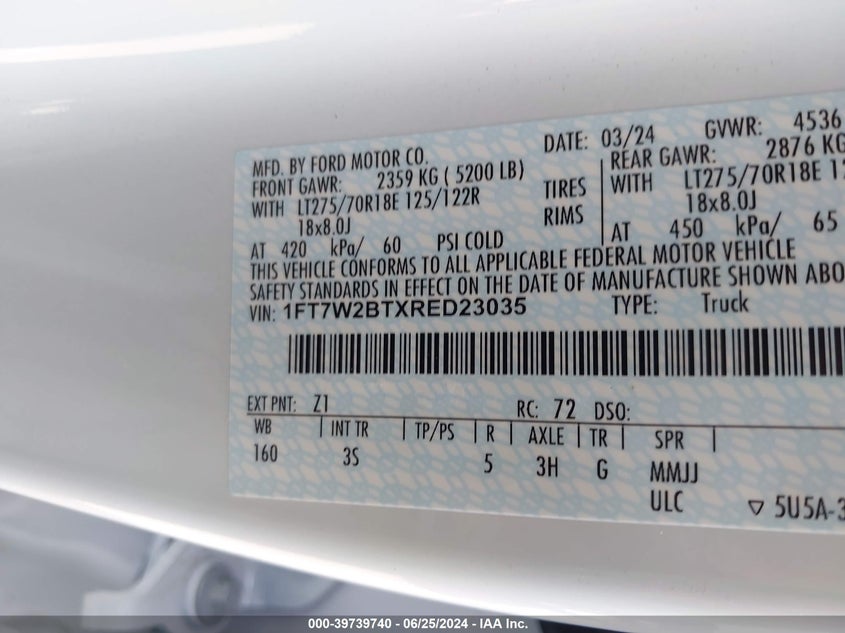 MFD. BY FORD MOTOR CO. DATE: 03/24 GVWR: 4536
FRONT GAWR: 2359 KG ( 5200 LB) REAR GAWR: 2876 KG
WITH LT275/70R18E 125/122R TIRES WITH LT275/70R18E
18x8.0J RIMS 18x8.0J
AT 420 kPa/ 60 PSI COLD AT 450 kPa/ 65
THIS VEHICLE CONFORMS TO ALL APPLICABLE FEDERAL MOTOR VEHICLE
SAFETY STANDARDS IN EFFECT ON THE DATE OF MANUFACTURE SHOWN ABO
VIN: 1FT7W2BTXRED23035 TYPE: Truck
EXT PNT: Z1 RC: 72 DSO:
WB INT TR TP/PS R AXLE TR SPR
160 3S 5 3H G MMJJ
ULC ▽ 5U5A-3
000-39739740 - 06/25/2024 - IAA Inc.